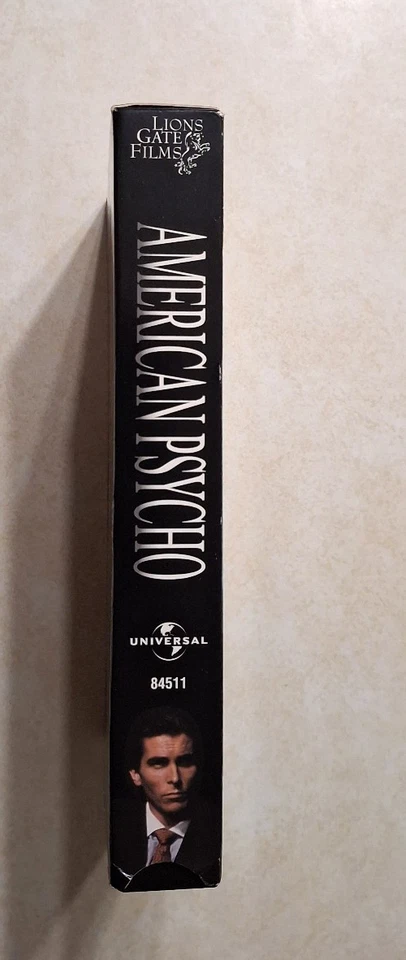 LIONS
GATE
FILMS
AMERICAN PSYCHO
UNIVERSAL
84511